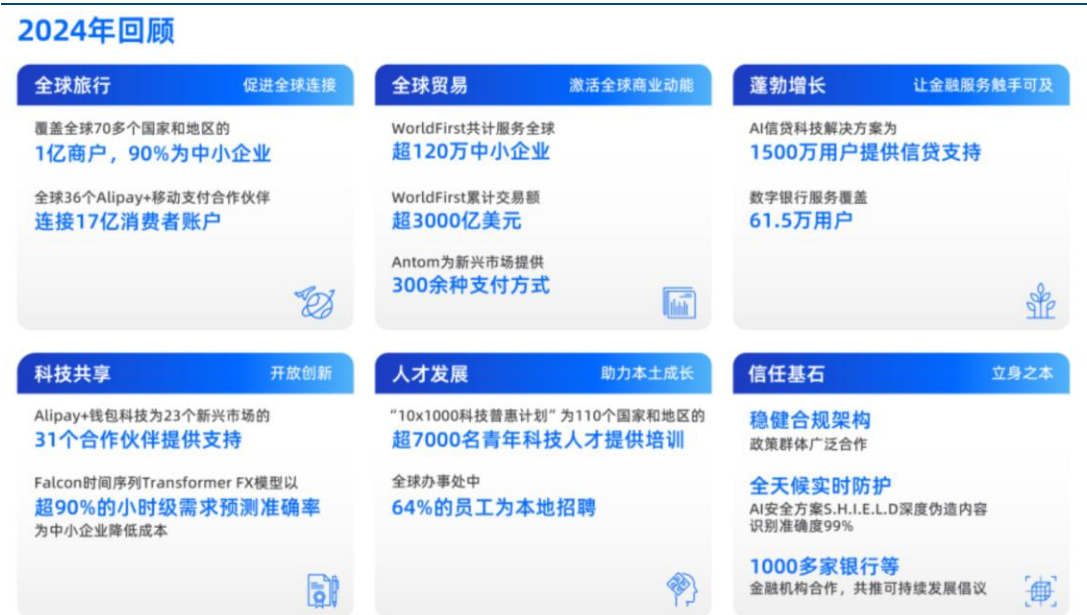 2024年回顾
全球旅行
促进全球连接
覆盖全球70多个国家和地区的
1亿商户，90%为中小企业
全球36个Alipay+移动支付合作伙伴
连接17亿消费者账户
全球贸易
激活全球商业动能
WorldFirst共计服务全球
超120万中小企业
WorldFirst累计交易额
超3000亿美元
Antom为新兴市场提供
300余种支付方式
蓬勃增长
让金融服务触手可及
AI信贷科技解决方案为
1500万用户提供信贷支持
数字银行服务覆盖
61.5万用户
科技共享
开放创新
Alipay+钱包科技为23个新兴市场的
31个合作伙伴提供支持
Falcon时间序列Transformer FX模型以
超90%的小时级需求预测准确率
为中小企业降低成本
人才发展
助力本土成长
“10x1000科技普惠计划”为110个国家和地区的
超7000名青年科技人才提供培训
全球办事处中
64%的员工为本地招聘
信任基石
立身之本
稳健合规架构
政策群体广泛合作
全天候实时防护
AI安全方案S.H.I.E.L.D深度伪造内容
识别准确度99%
1000多家银行等
金融机构合作，共推可持续发展倡议